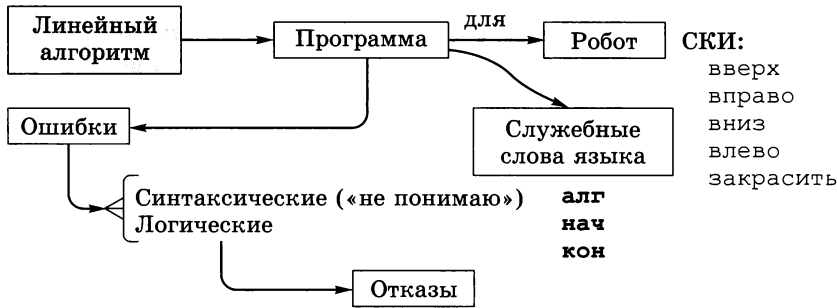 Линейный
алгоритм
Программа
для
Робот
СКИ:
вверх
вправо
вниз
влево
закрасить
Ошибки
Служебные
слова языка
алг
нач
кон
Синтаксические («не понимаю»)
Логические
Отказы